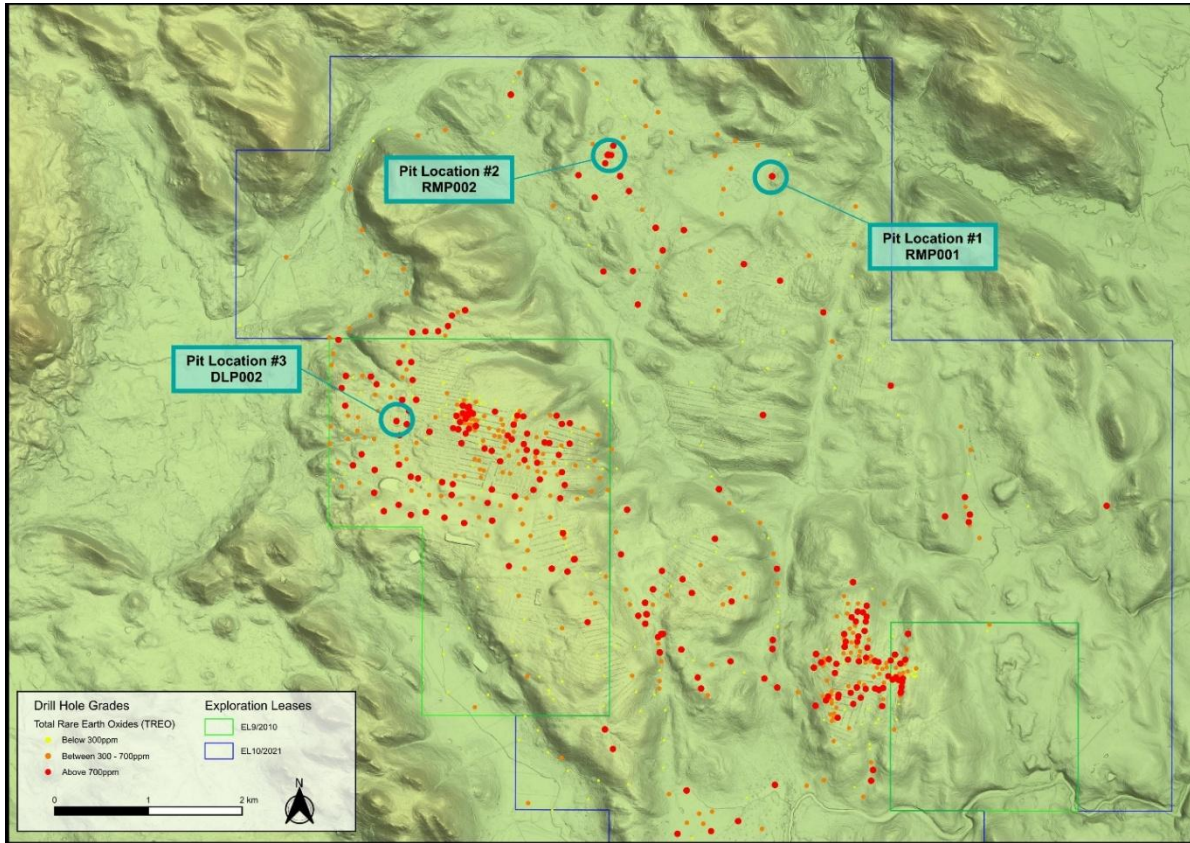 Pit Location #2
RMP002
Pit Location #1
RMP001
Pit Location #3
DLP002
Drill Hole Grades
Total Rare Earth Oxides (TREO)
Below 300ppm
Between 300 - 700ppm
Above 700ppm
Exploration Leases
EL9/2010
EL10/2021
0 1 2 km
N